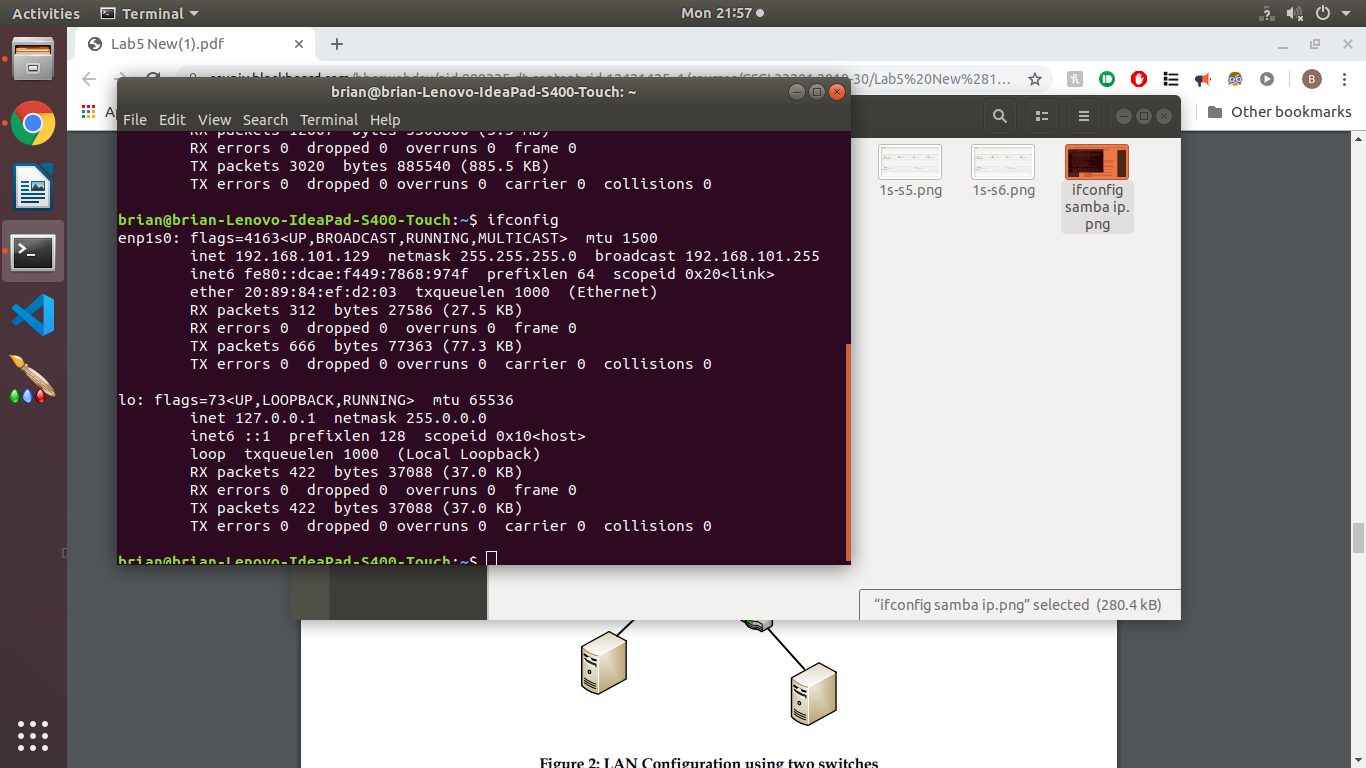 Activities
Terminal
Mon 21:57
Lab5 New(1).pdf
Other bookmarks
brian@brian-Lenovo-IdeaPad-S400-Touch: ~
File Edit View Search Terminal Help
RX errors 0 dropped 0 overruns 0 frame 0
TX packets 3020 bytes 885540 (885.5 KB)
TX errors 0 dropped 0 overruns 0 carrier 0 collisions 0
brian@brian-Lenovo-IdeaPad-S400-Touch:~$ ifconfig
enp1s0: flags=4163<UP,BROADCAST,RUNNING,MULTICAST> mtu 1500
inet 192.168.101.129 netmask 255.255.255.0 broadcast 192.168.101.255
inet6 fe80::dcae:f449:7868:974f prefixlen 64 scopeid 0x20<link>
ether 20:89:84:ef:d2:03 txqueuelen 1000 (Ethernet)
RX packets 312 bytes 27586 (27.5 KB)
RX errors 0 dropped 0 overruns 0 frame 0
TX packets 666 bytes 77363 (77.3 KB)
TX errors 0 dropped 0 overruns 0 carrier 0 collisions 0
lo: flags=73<UP,LOOPBACK,RUNNING> mtu 65536
inet 127.0.0.1 netmask 255.0.0.0
inet6 ::1 prefixlen 128 scopeid 0x10<host>
loop txqueuelen 1000 (Local Loopback)
RX packets 422 bytes 37088 (37.0 KB)
RX errors 0 dropped 0 overruns 0 frame 0
TX packets 422 bytes 37088 (37.0 KB)
TX errors 0 dropped 0 overruns 0 carrier 0 collisions 0
brian@brian-Lenovo-IdeaPad-S400-Touch:~$
1s-s5.png
1s-s6.png
ifconfig
samba ip.
png
“ifconfig samba ip.png” selected (280.4 kB)
Figure 2: LAN Configuration using two switches